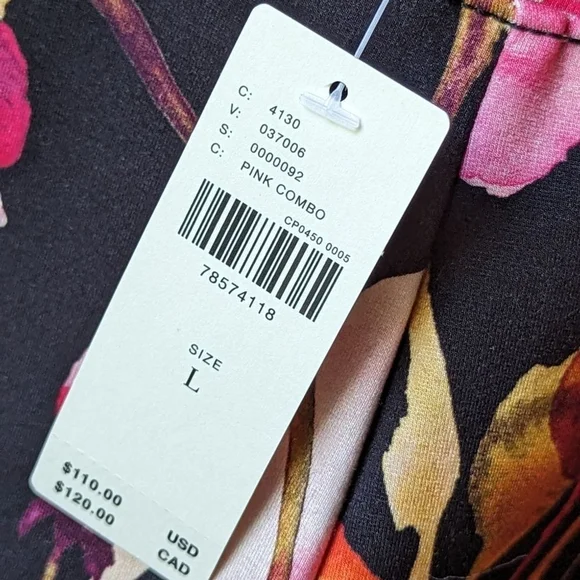 C: 4130
V: 037006
S: 0000092
C: PINK COMBO
CP0450 0005
78574118
SIZE
L
$110.00 USD
$120.00 CAD